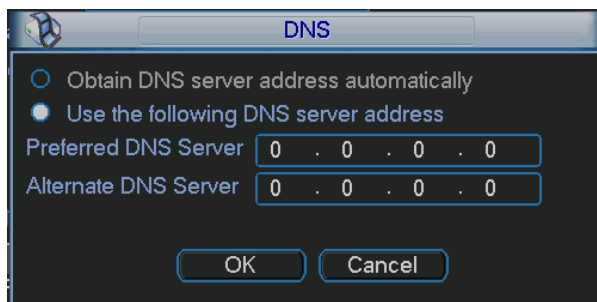 DNS
Obtain DNS server address automatically
Use the following DNS server address
Preferred DNS Server 0 . 0 . 0 . 0
Alternate DNS Server 0 . 0 . 0 . 0
OK Cancel